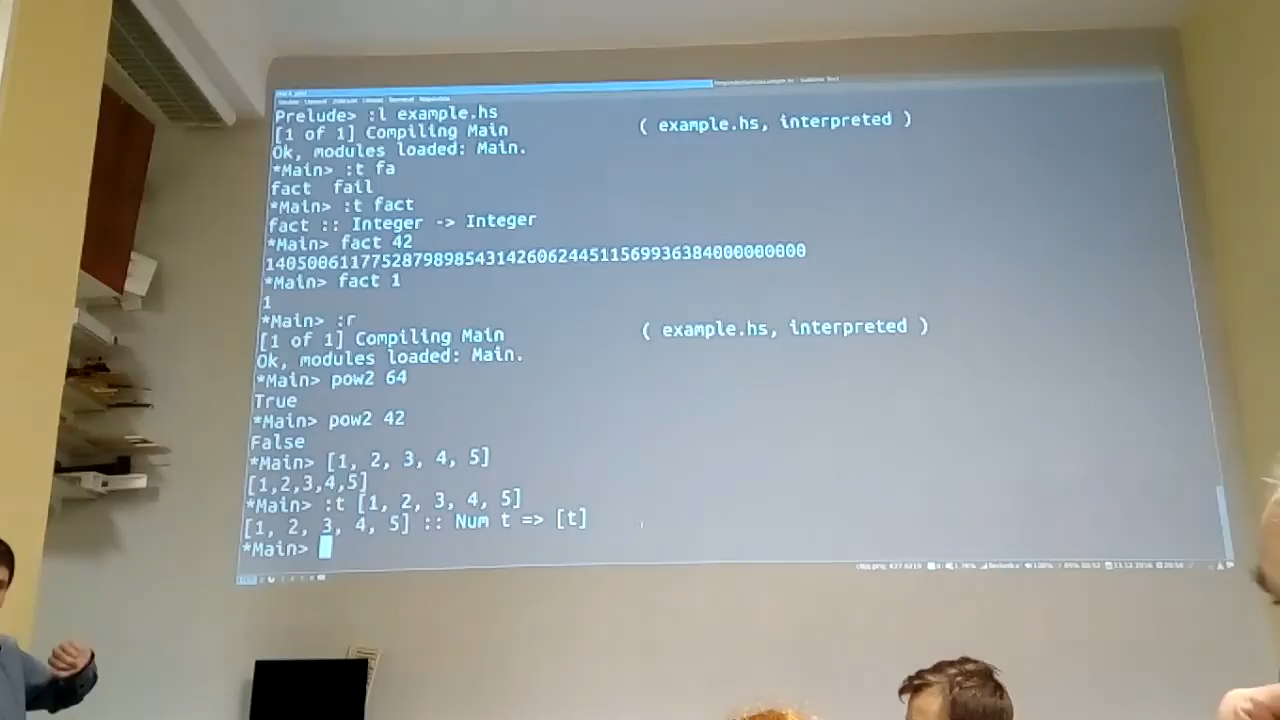 Prelude> :l example.hs
[1 of 1] Compiling Main ( example.hs, interpreted )
Ok, modules loaded: Main.
*Main> :t fa
fact fail
*Main> :t fact
fact :: Integer -> Integer
*Main> fact 42
1405006117752879898543142606244511569936384000000000
*Main> fact 1
1
*Main> :r
[1 of 1] Compiling Main ( example.hs, interpreted )
Ok, modules loaded: Main.
*Main> pow2 64
True
*Main> pow2 42
False
*Main> [1, 2, 3, 4, 5]
[1,2,3,4,5]
*Main> :t [1, 2, 3, 4, 5]
[1, 2, 3, 4, 5] :: Num t => [t]
*Main>